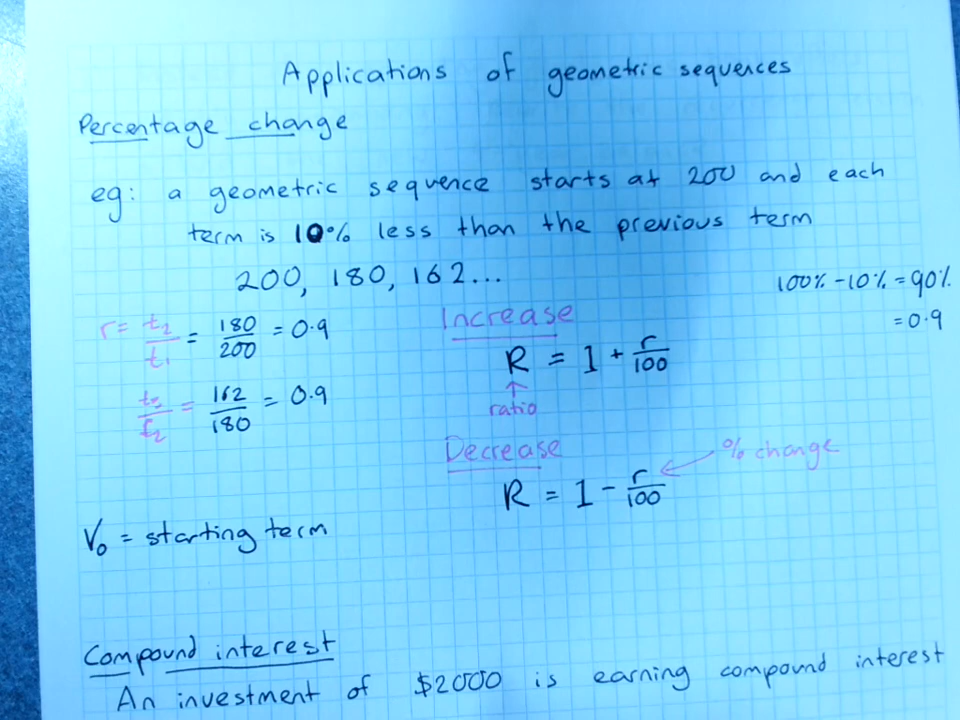 Applications of geometric sequences
Percentage change
eg: a geometric sequence starts at 200 and each
term is 10% less than the previous term
200, 180, 162...
100% - 10% = 90%
= 0.9
r = t2/t1 = 180/200 = 0.9
t3/t2 = 162/180 = 0.9
Increase
R = 1 + r/100
↑
ratio
Decrease
% change
R = 1 - r/100
V0 = starting term
Compound interest
An investment of $2000 is earning compound interest